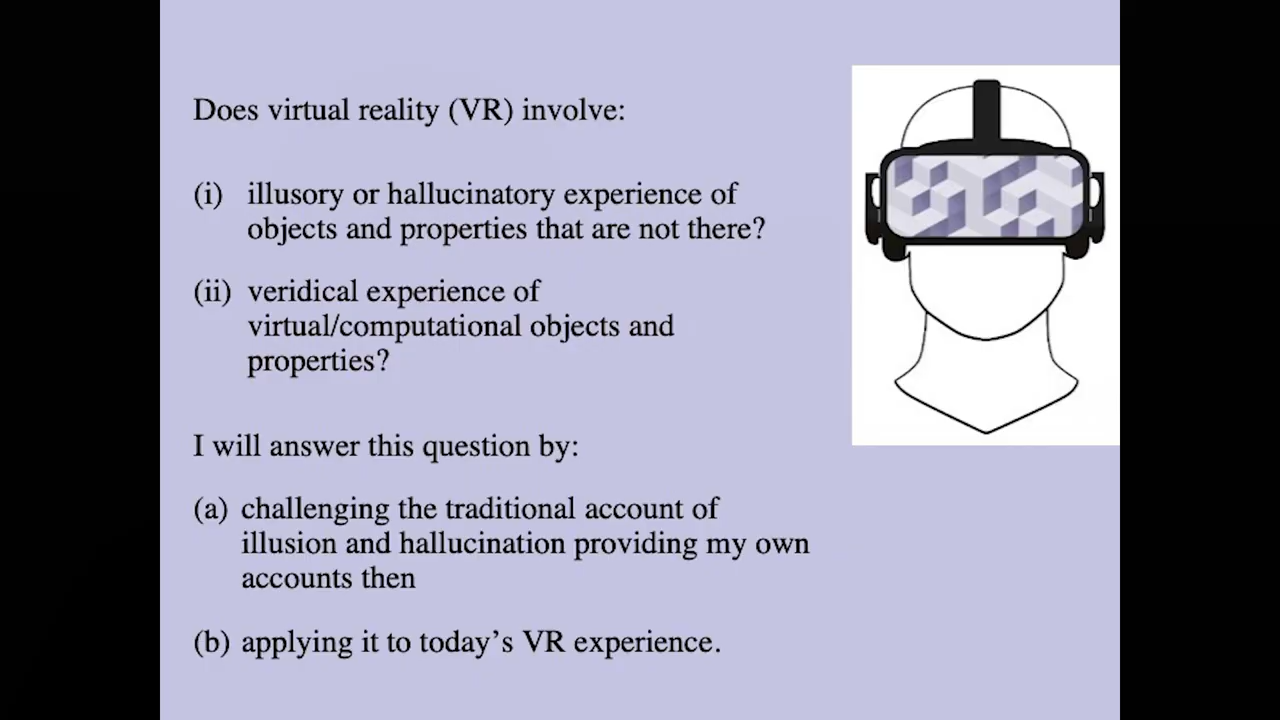 Does virtual reality (VR) involve:
(i) illusory or hallucinatory experience of
objects and properties that are not there?
(ii) veridical experience of
virtual/computational objects and
properties?
I will answer this question by:
(a) challenging the traditional account of
illusion and hallucination providing my own
accounts then
(b) applying it to today’s VR experience.